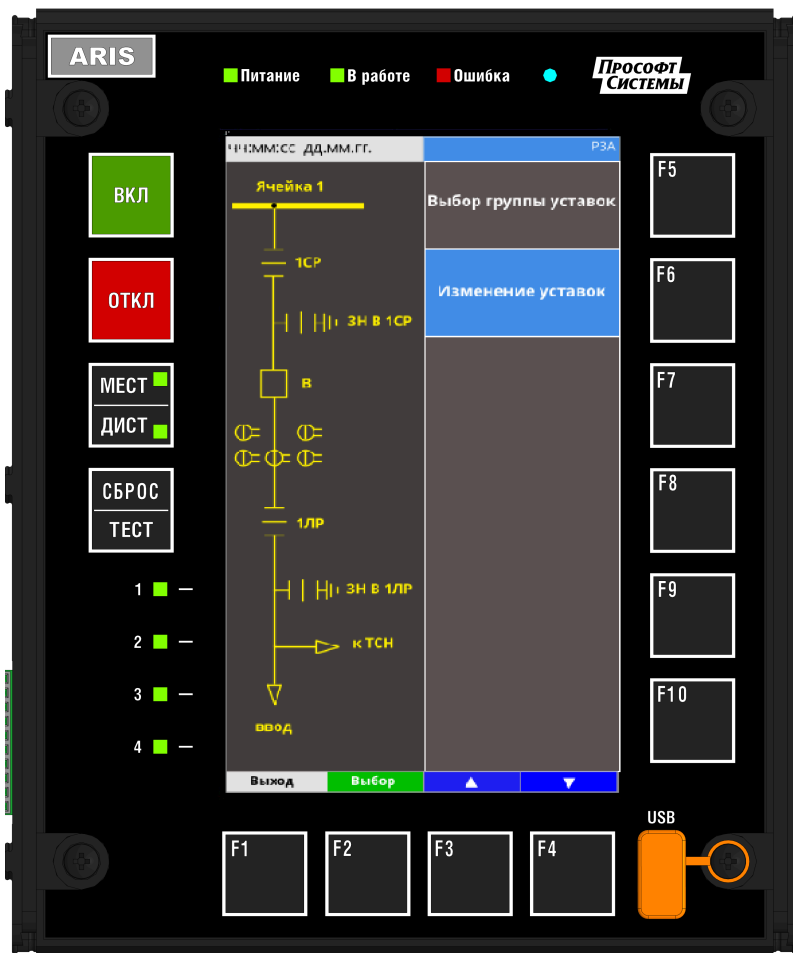 ARIS
Питание
В работе
Ошибка
Прософт
Системы
чч:мм:сс дд.мм.гг.
РЗА
Ячейка 1
1СР
ЗН В 1СР
В
1ЛР
ЗН В 1ЛР
к ТСН
ввод
Выбор группы уставок
Изменение уставок
Выход
Выбор
ВКЛ
ОТКЛ
МЕСТ
ДИСТ
СБРОС
ТЕСТ
1
2
3
4
F5
F6
F7
F8
F9
F10
USB
F1
F2
F3
F4